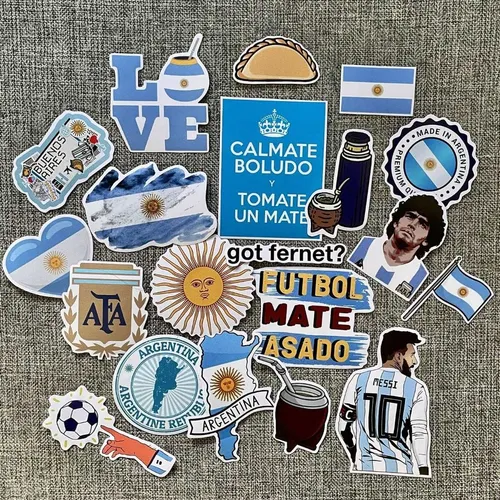 LOVE
CALMATE
BOLUDO
Y
TOMATE
UN MATE
MADE IN ARGENTINA
PREMIUM
BUENOS
AIRES
got fernet?
FUTBOL
MATE
ASADO
AFA
ARGENTINA
ARGENTINE REPUBLIC
ARGENTINA
MESSI
10